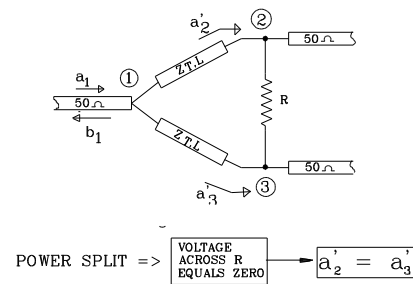 a'2
2
50Ω
a1
1
Z T.L
50Ω
R
b1
Z T.L
50Ω
3
a'3
POWER SPLIT =>
VOLTAGE
ACROSS R
EQUALS ZERO
a'2 = a'3